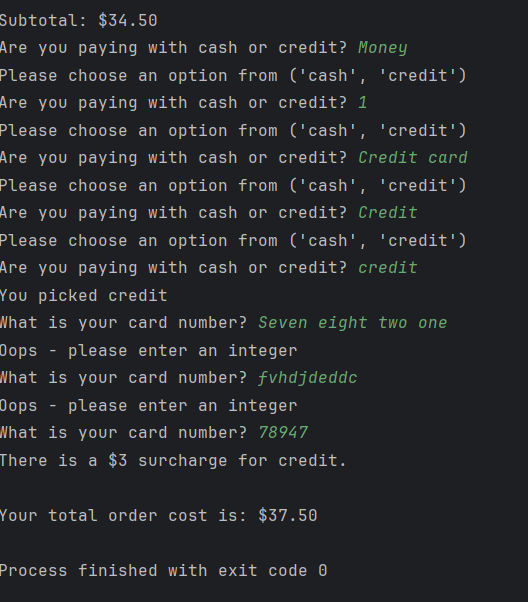 Subtotal: $34.50
Are you paying with cash or credit? Money
Please choose an option from ('cash', 'credit')
Are you paying with cash or credit? 1
Please choose an option from ('cash', 'credit')
Are you paying with cash or credit? Credit card
Please choose an option from ('cash', 'credit')
Are you paying with cash or credit? Credit
Please choose an option from ('cash', 'credit')
Are you paying with cash or credit? credit
You picked credit
What is your card number? Seven eight two one
Oops - please enter an integer
What is your card number? fvhdjdeddc
Oops - please enter an integer
What is your card number? 78947
There is a $3 surcharge for credit.
Your total order cost is: $37.50
Process finished with exit code 0